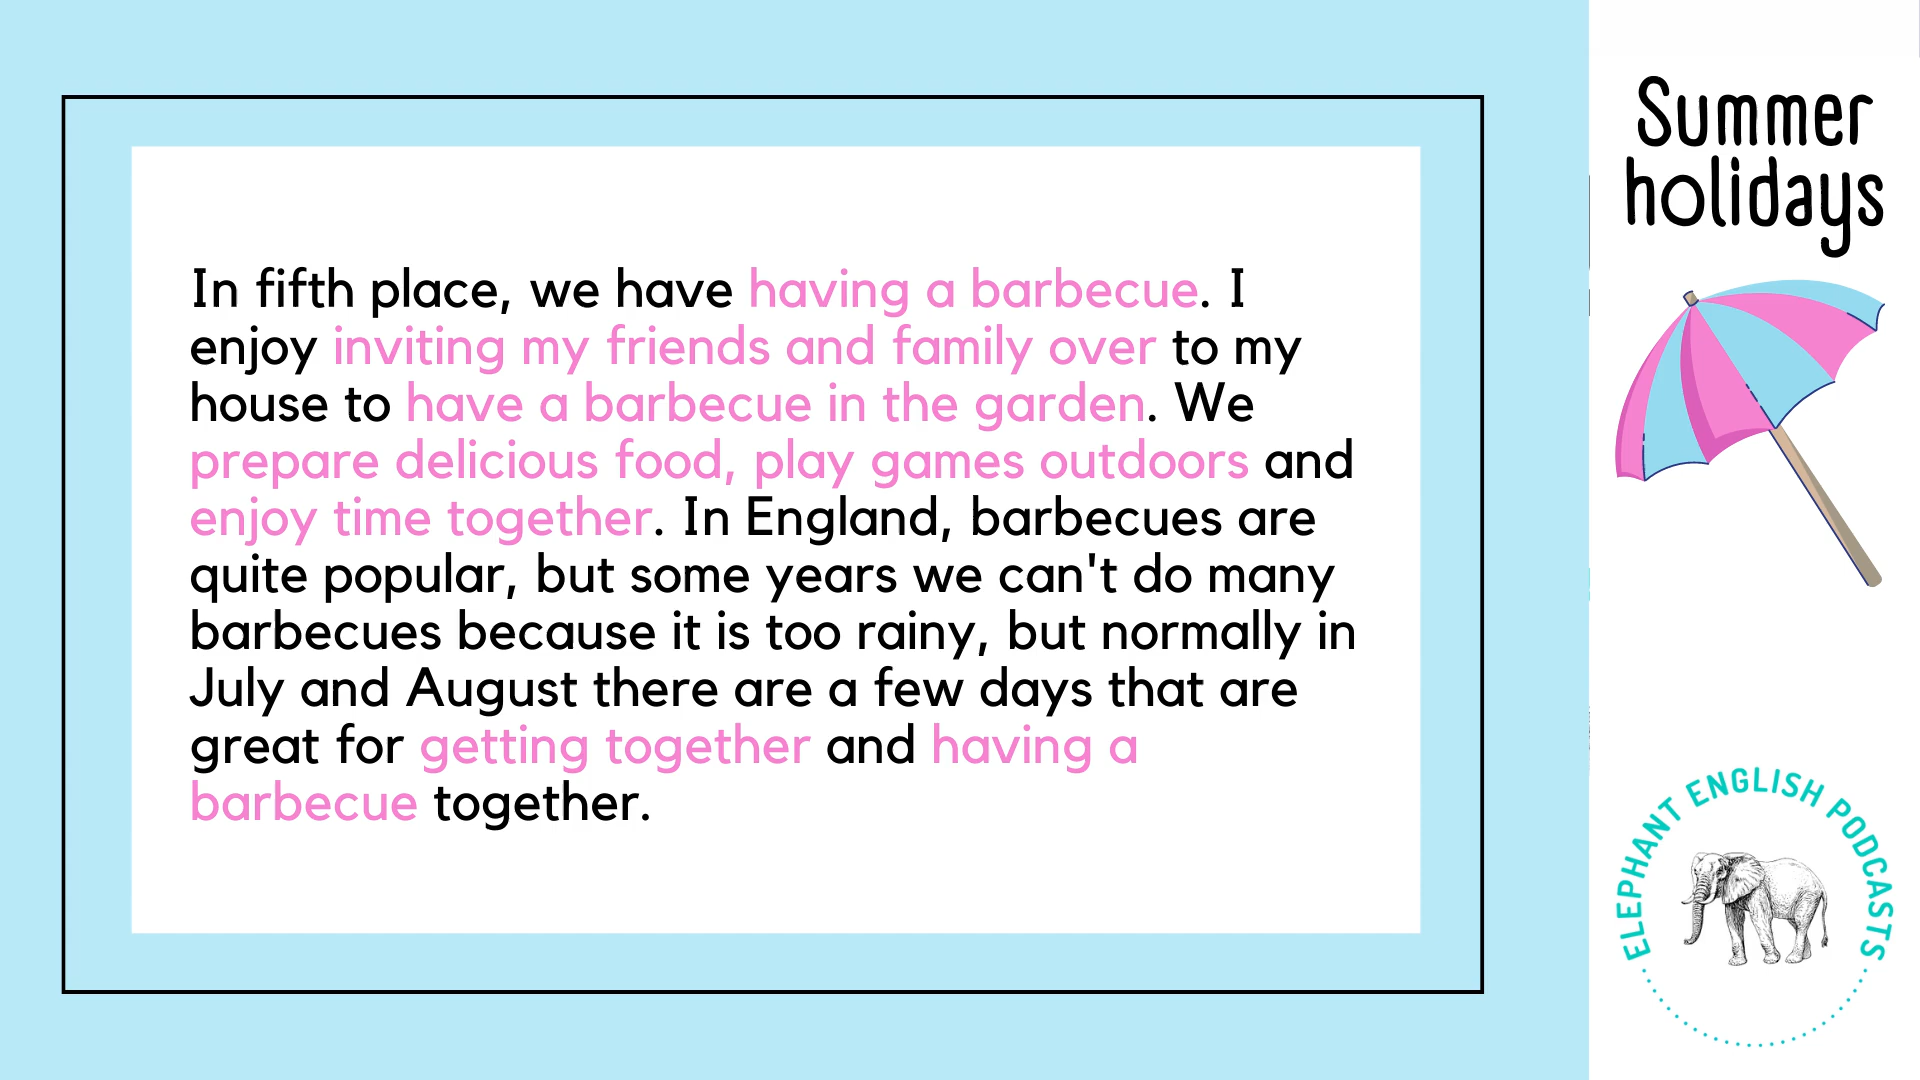 In fifth place, we have having a barbecue. I
enjoy inviting my friends and family over to my
house to have a barbecue in the garden. We
prepare delicious food, play games outdoors and
enjoy time together. In England, barbecues are
quite popular, but some years we can't do many
barbecues because it is too rainy, but normally in
July and August there are a few days that are
great for getting together and having a
barbecue together.
Summer
holidays
ELEPHANT ENGLISH PODCASTS